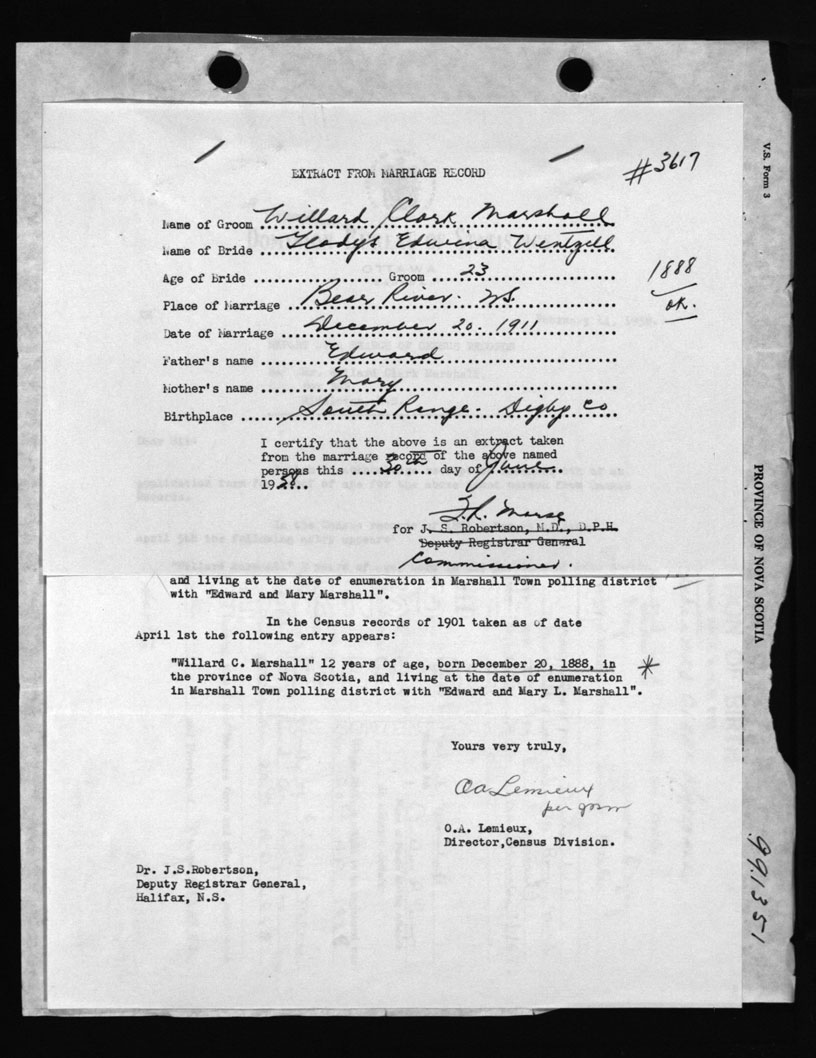 EXTRACT FROM MARRIAGE RECORD
#3617
Name of Groom Willard Clark Marshall
Name of Bride Gladys Edwina Wentzell
Age of Bride .................... Groom ....23....
1888
ok.
Place of Marriage Bear River. N.S.
Date of Marriage December 20. 1911
Father's name Edward
Mother's name Mary
Birthplace South Range. Digby Co
I certify that the above is an extract taken
from the marriage record of the above named
persons this ....30th.... day of June..
1958..
for J. S. Robertson, M.D., D.P.H.
Deputy Registrar General
Commissioner.
and living at the date of enumeration in Marshall Town polling district
with "Edward and Mary Marshall".
In the Census records of 1901 taken as of date
April 1st the following entry appears:
"Willard C. Marshall" 12 years of age, born December 20, 1888, in
the province of Nova Scotia, and living at the date of enumeration
in Marshall Town polling district with "Edward and Mary L. Marshall".
*
Yours very truly,
O A Lemieux
per
O.A. Lemieux,
Director,Census Division.
Dr. J.S.Robertson,
Deputy Registrar General,
Halifax, N.S.
V.S. Form 3
PROVINCE OF NOVA SCOTIA
991351